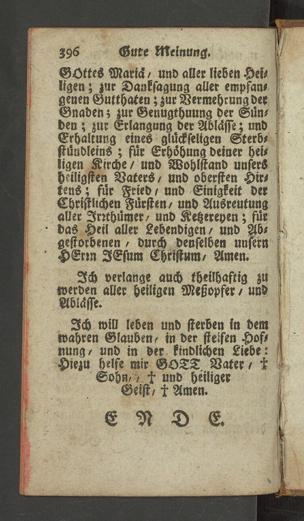 396 Gute Meinung.
GOttes Mariä, und aller lieben Hei-
ligen; zur Danksagung aller empfan-
genen Gutthaten; zur Vermehrung der
Gnaden; zur Genugthuung der Sün-
den; zur Erlangung der Ablässe; und
Erhaltung eines glückseligen Sterb-
stündleins; für Erhöhung deiner hei-
ligen Kirche, und Wohlstand unsers
heiligsten Vaters, und obersten Hir-
tens; für Fried, und Einigkeit der
Christlichen Fürsten, und Ausreutung
aller Irrthümer, und Ketzereyen; für
das Heil aller Lebendigen, und Ab-
gestorbenen, durch denselben unsern
HErrn JEsum Christum, Amen.
Ich verlange auch theilhaftig zu
werden aller heiligen Meßopfer, und
Ablässe.
Ich will leben und sterben in dem
wahren Glauben, in der steifen Hof-
nung, und in der kindlichen Liebe:
Hiezu helfe mir GOTT Vater, †
Sohn, † und heiliger
Geist, † Amen.
E N D E.